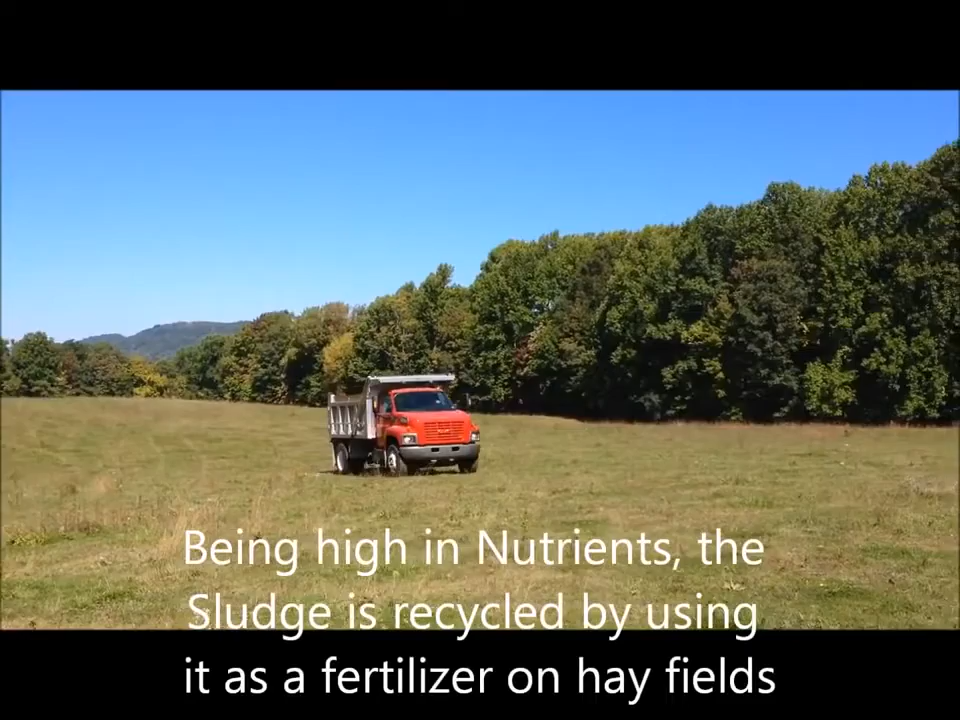 Being high in Nutrients, the
Sludge is recycled by using
it as a fertilizer on hay fields